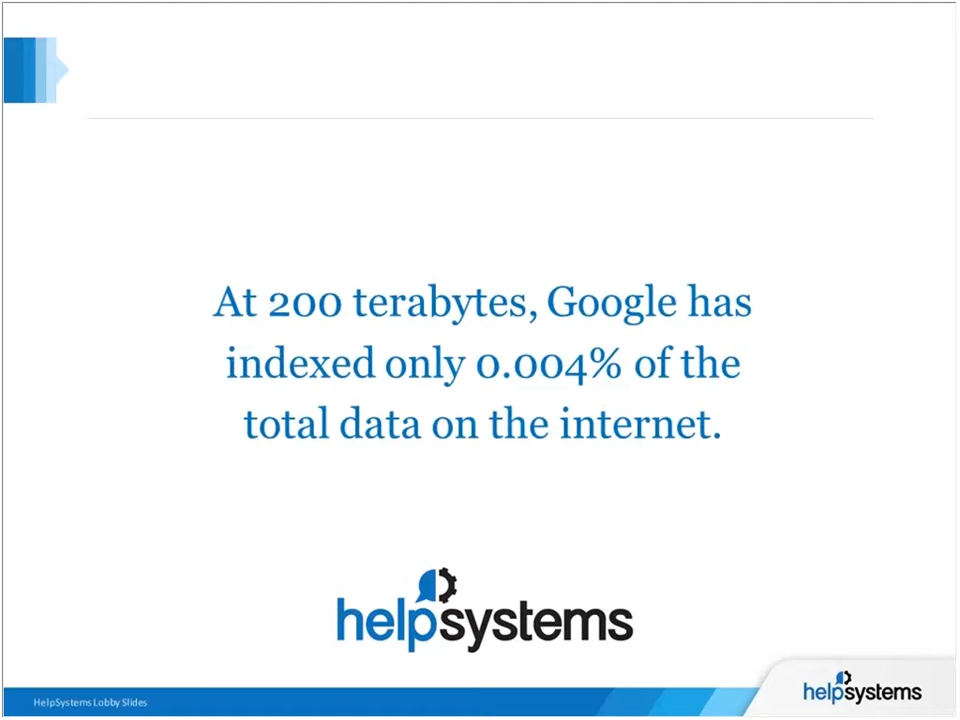 At 200 terabytes, Google has
indexed only 0.004% of the
total data on the internet.
helpsystems
HelpSystems Lobby Slides
helpsystems